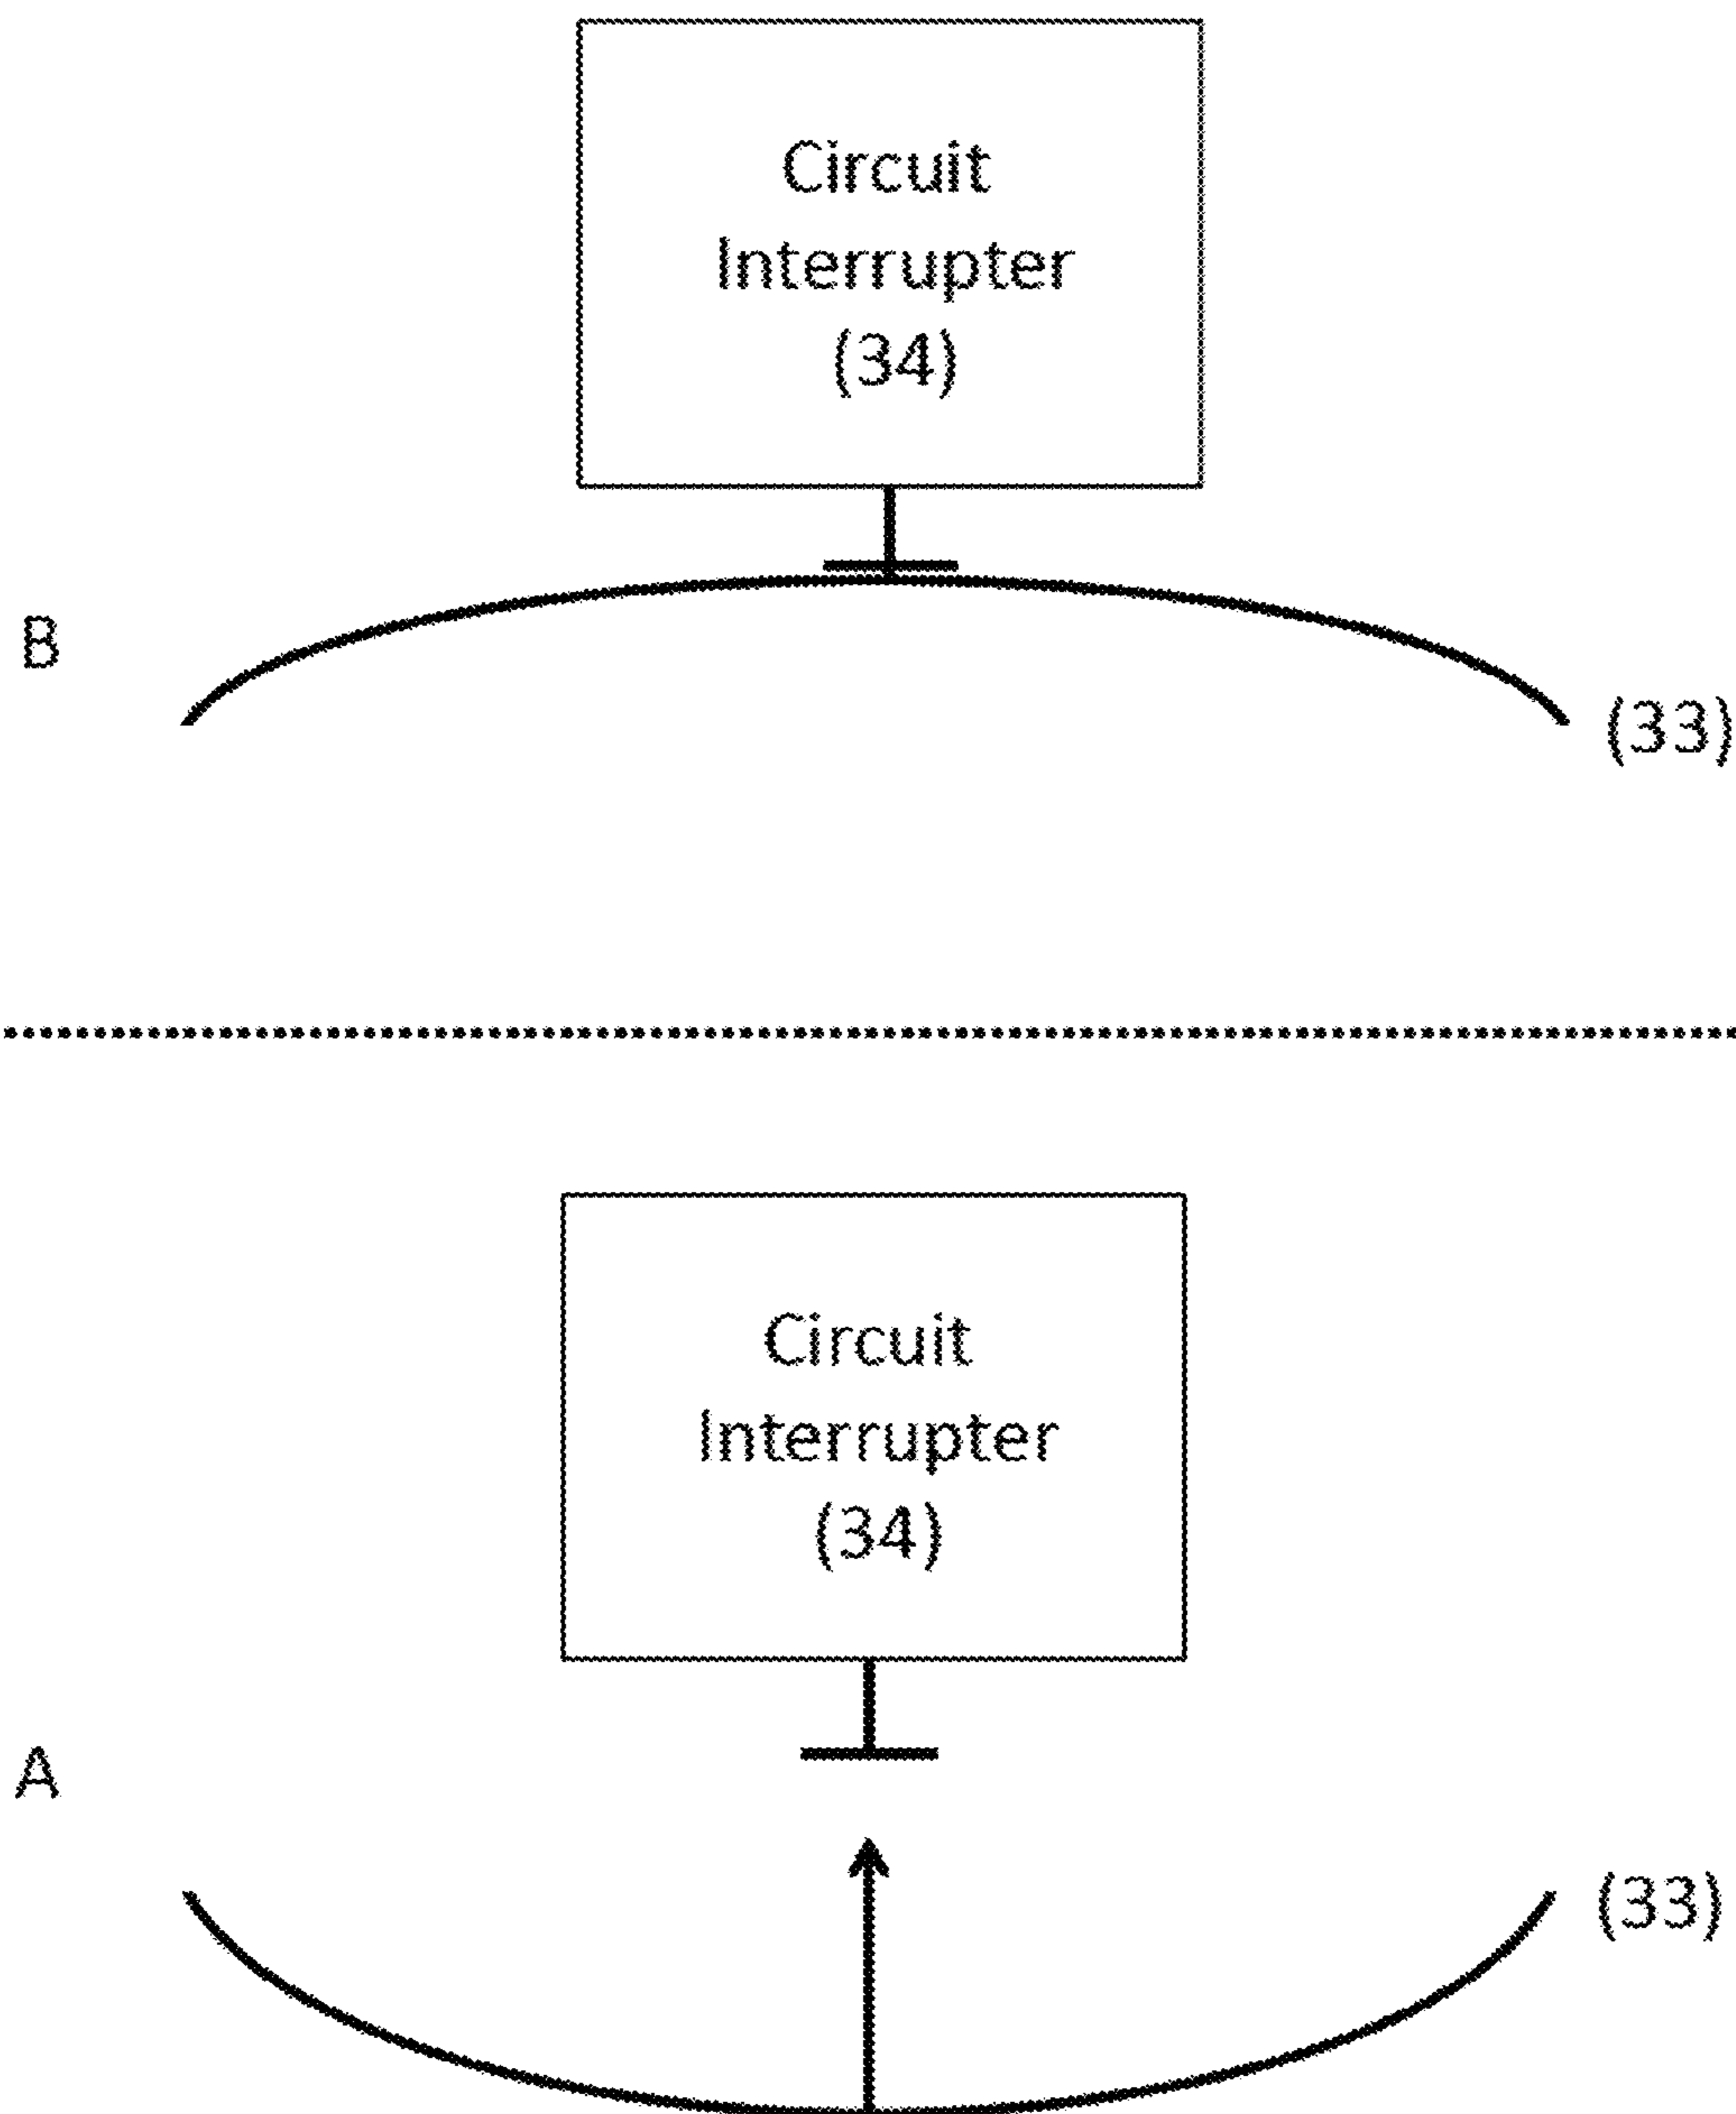 Circuit
Interrupter
(34)
B
(33)
Circuit
Interrupter
(34)
A
(33)